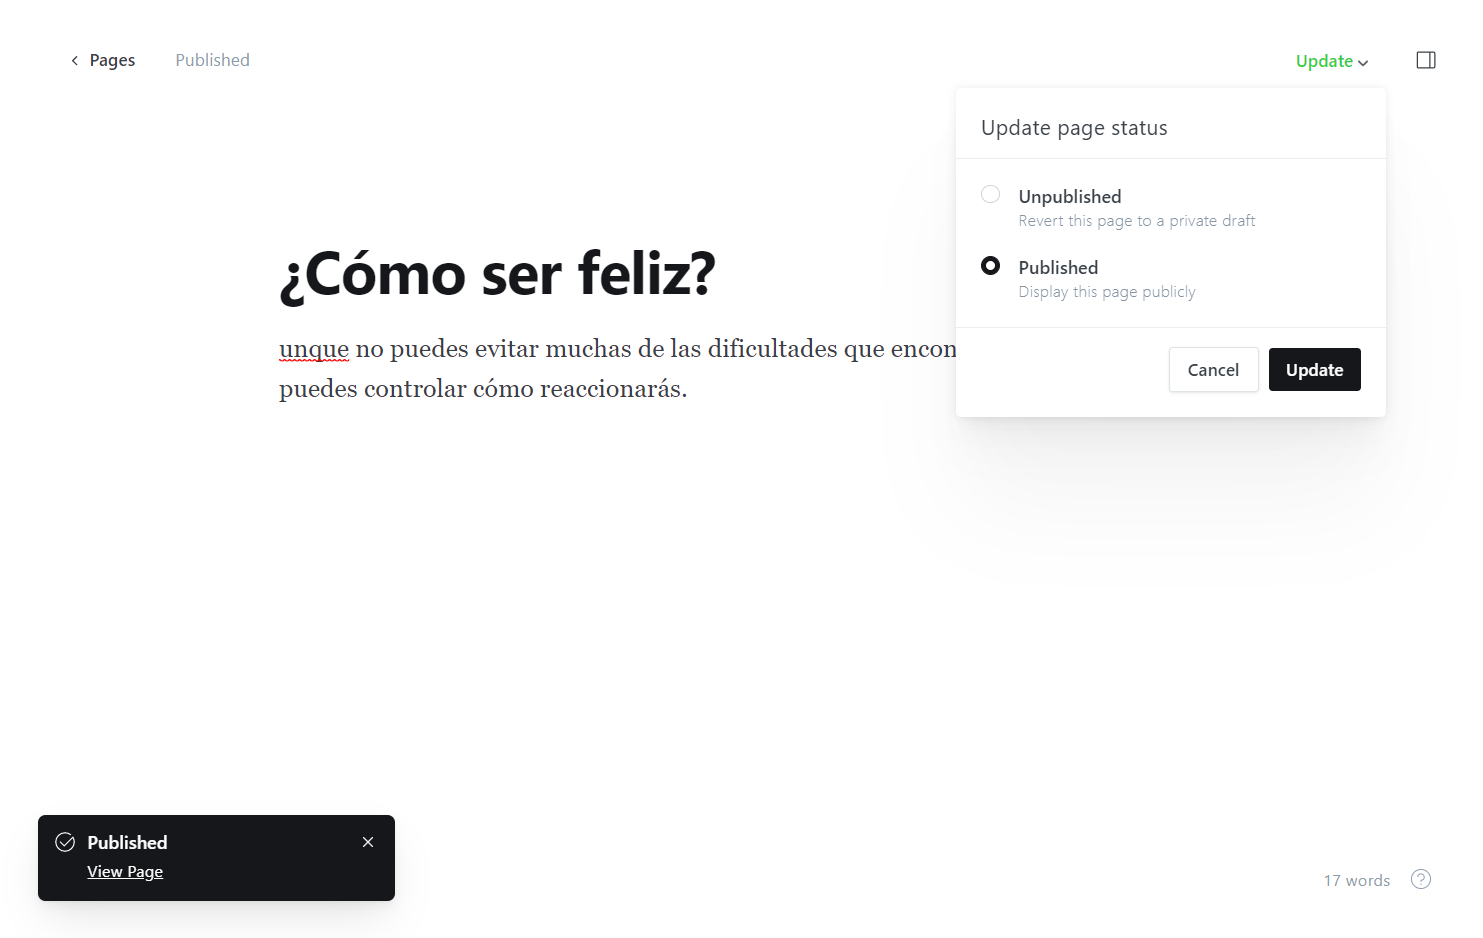 Pages
Published
Update
Update page status
Unpublished
Revert this page to a private draft
Published
Display this page publicly
Cancel
Update
¿Cómo ser feliz?
unque no puedes evitar muchas de las dificultades que encon
puedes controlar cómo reaccionarás.
Published
View Page
17 words
?